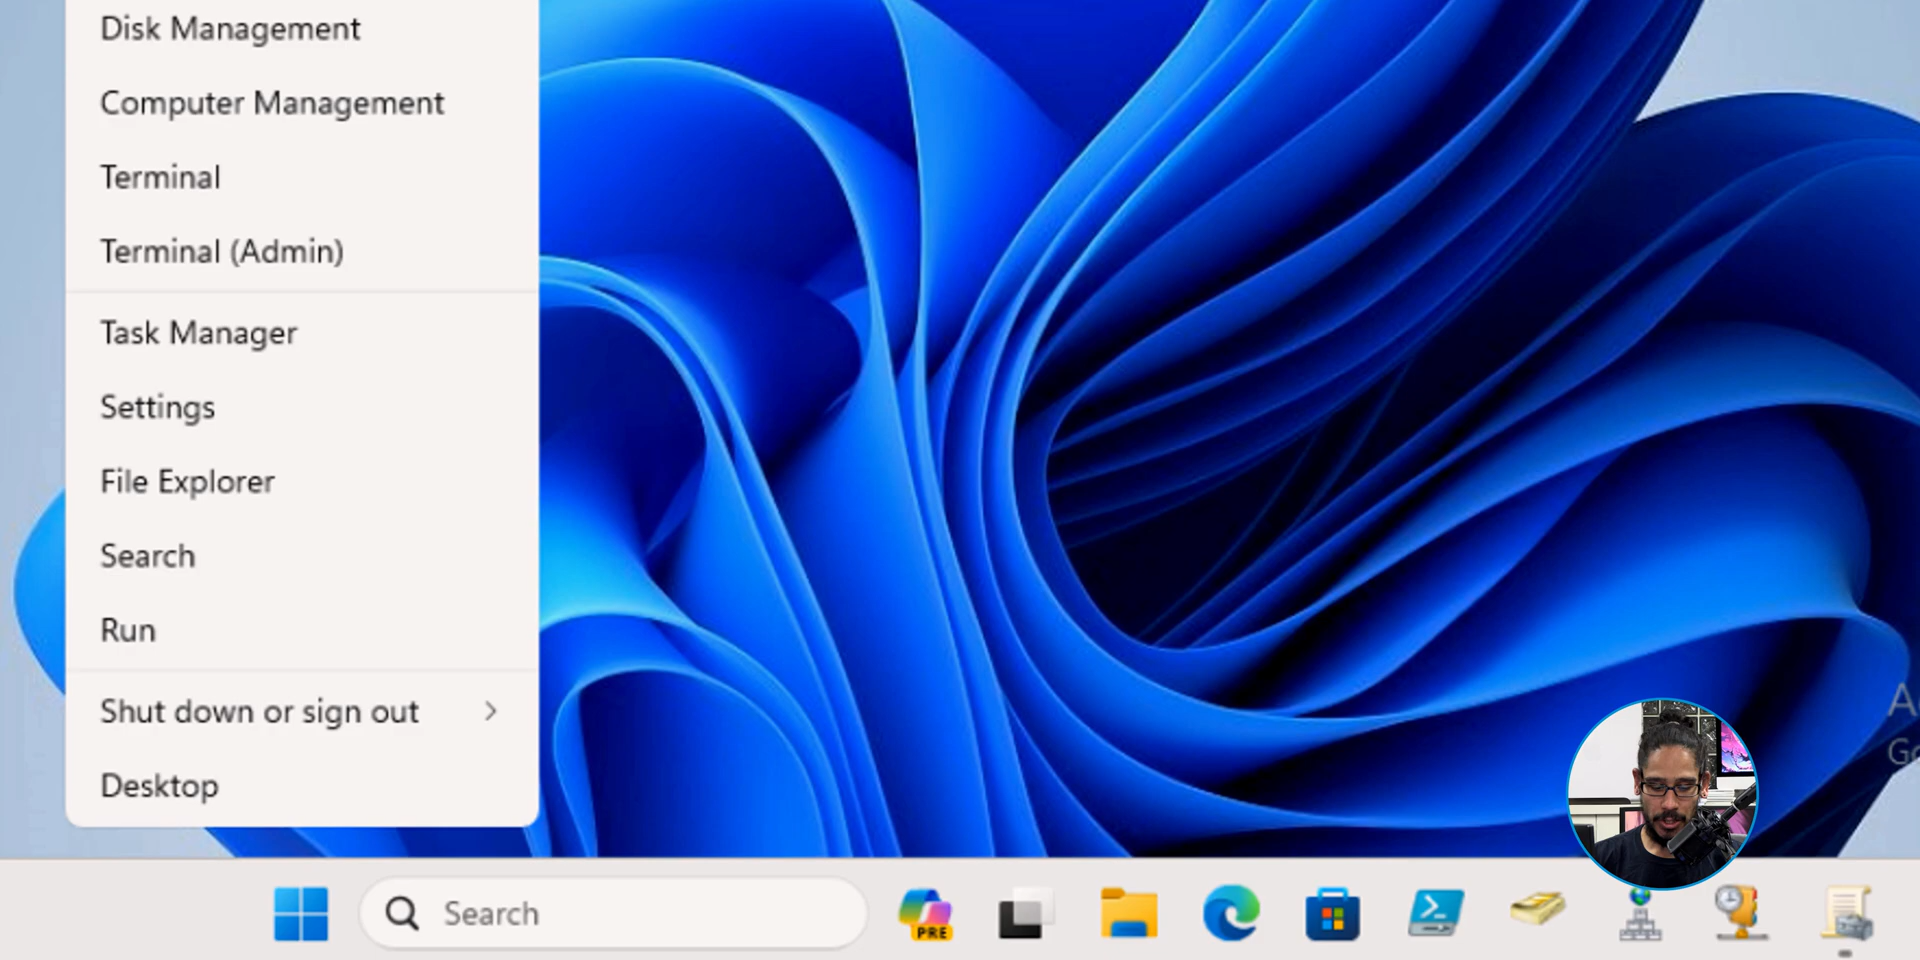 Disk Management
Computer Management
Terminal
Terminal (Admin)
Task Manager
Settings
File Explorer
Search
Run
Shut down or sign out
Desktop
A
Go
Search
PRE